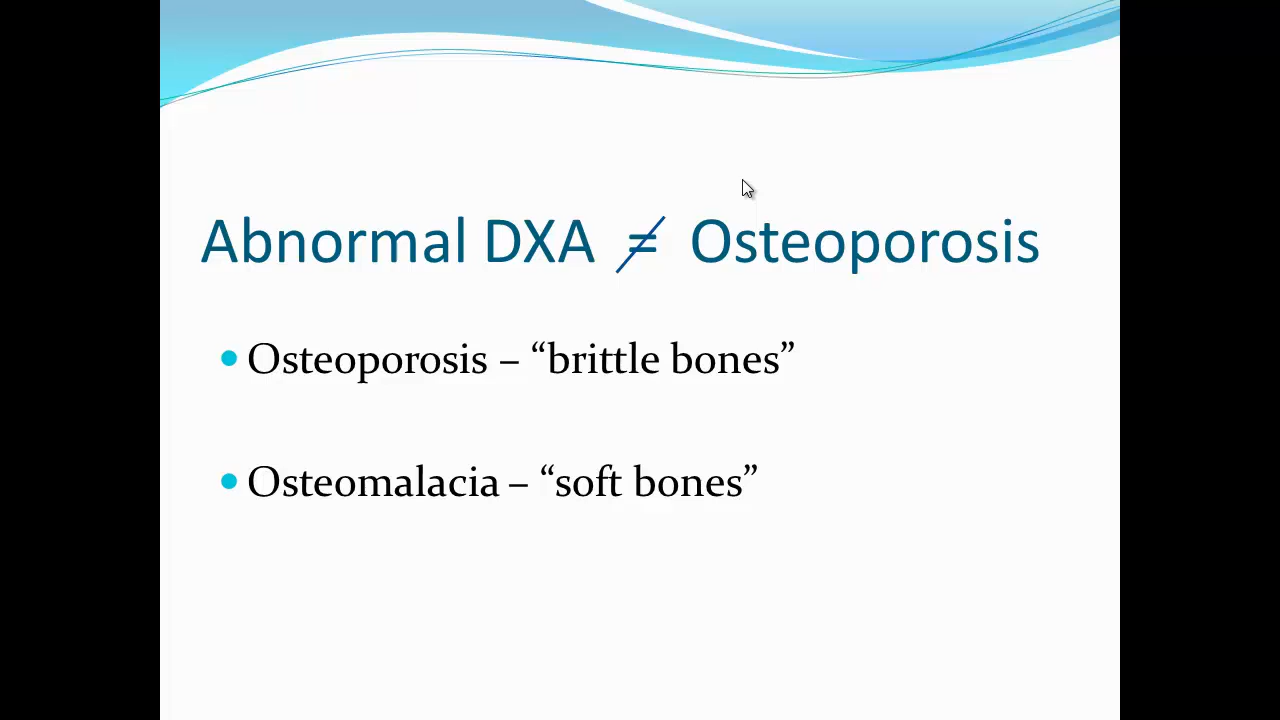 Abnormal DXA ≠ Osteoporosis
• Osteoporosis – “brittle bones”
• Osteomalacia – “soft bones”